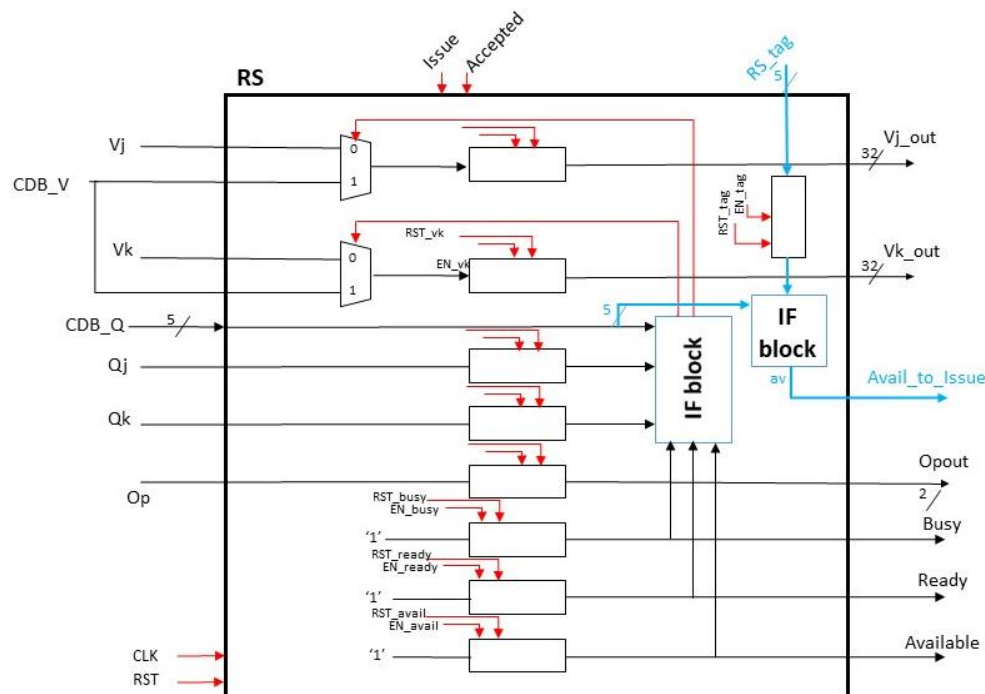 Issue
Accepted
RS_tag
5
RS
Vj
0
1
CDB_V
Vj_out
32
EN_tag
RST_tag
Vk
0
1
RST_vk
EN_vk
Vk_out
32
CDB_Q
5
5
IF
block
IF block
Qj
av
Avail_to_Issue
Qk
Op
Opout
2
RST_busy
EN_busy
'1'
Busy
RST_ready
EN_ready
'1'
Ready
RST_avail
EN_avail
'1'
Available
CLK
RST